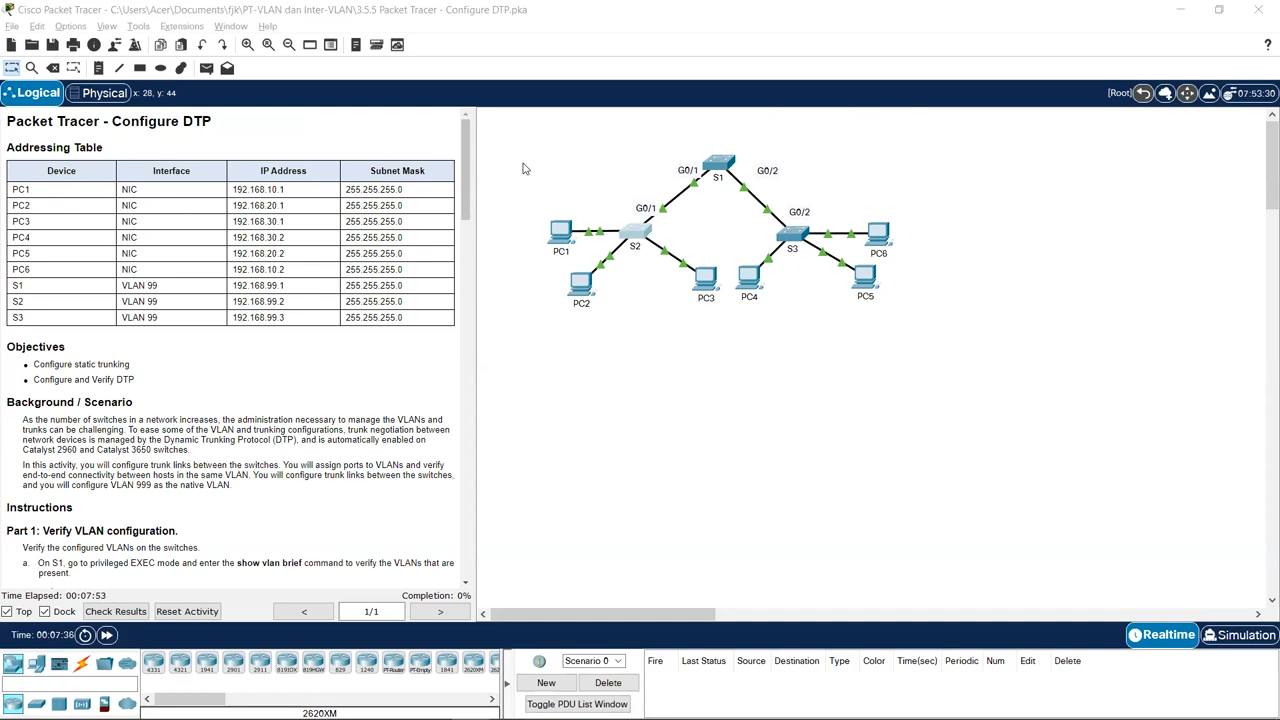 Cisco Packet Tracer - C:\Users\Acer\Documents\fjk\PT-VLAN dan Inter-VLAN\3.5.5 Packet Tracer - Configure DTP.pka
File Edit Options View Tools Extensions Window Help
?
Logical Physical x: 28, y: 44 [Root] 07:53:30
Packet Tracer - Configure DTP
Addressing Table
Device Interface IP Address Subnet Mask
PC1 NIC 192.168.10.1 255.255.255.0
PC2 NIC 192.168.20.1 255.255.255.0
PC3 NIC 192.168.30.1 255.255.255.0
PC4 NIC 192.168.30.2 255.255.255.0
PC5 NIC 192.168.20.2 255.255.255.0
PC6 NIC 192.168.10.2 255.255.255.0
S1 VLAN 99 192.168.99.1 255.255.255.0
S2 VLAN 99 192.168.99.2 255.255.255.0
S3 VLAN 99 192.168.99.3 255.255.255.0
Objectives
• Configure static trunking
• Configure and Verify DTP
Background / Scenario
As the number of switches in a network increases, the administration necessary to manage the VLANs and
trunks can be challenging. To ease some of the VLAN and trunking configurations, trunk negotiation between
network devices is managed by the Dynamic Trunking Protocol (DTP), and is automatically enabled on
Catalyst 2960 and Catalyst 3650 switches.
In this activity, you will configure trunk links between the switches. You will assign ports to VLANs and verify
end-to-end connectivity between hosts in the same VLAN. You will configure trunk links between the switches,
and you will configure VLAN 999 as the native VLAN.
Instructions
Part 1: Verify VLAN configuration.
Verify the configured VLANs on the switches.
a. On S1, go to privileged EXEC mode and enter the show vlan brief command to verify the VLANs that are
present.
G0/1 G0/2
S1
G0/1 G0/2
PC1 S2 S3 PC6
PC2 PC3 PC4 PC5
Time Elapsed: 00:07:53 Completion: 0%
Top Dock Check Results Reset Activity < 1/1 >
Time: 00:07:36 Realtime Simulation
4331 4321 1941 2901 2911 819IOX 819HGW 829 1240 PT-Router PT-Empty 1841 2620XM 262
2620XM
Scenario 0
New Delete
Toggle PDU List Window
Fire Last Status Source Destination Type Color Time(sec) Periodic Num Edit Delete